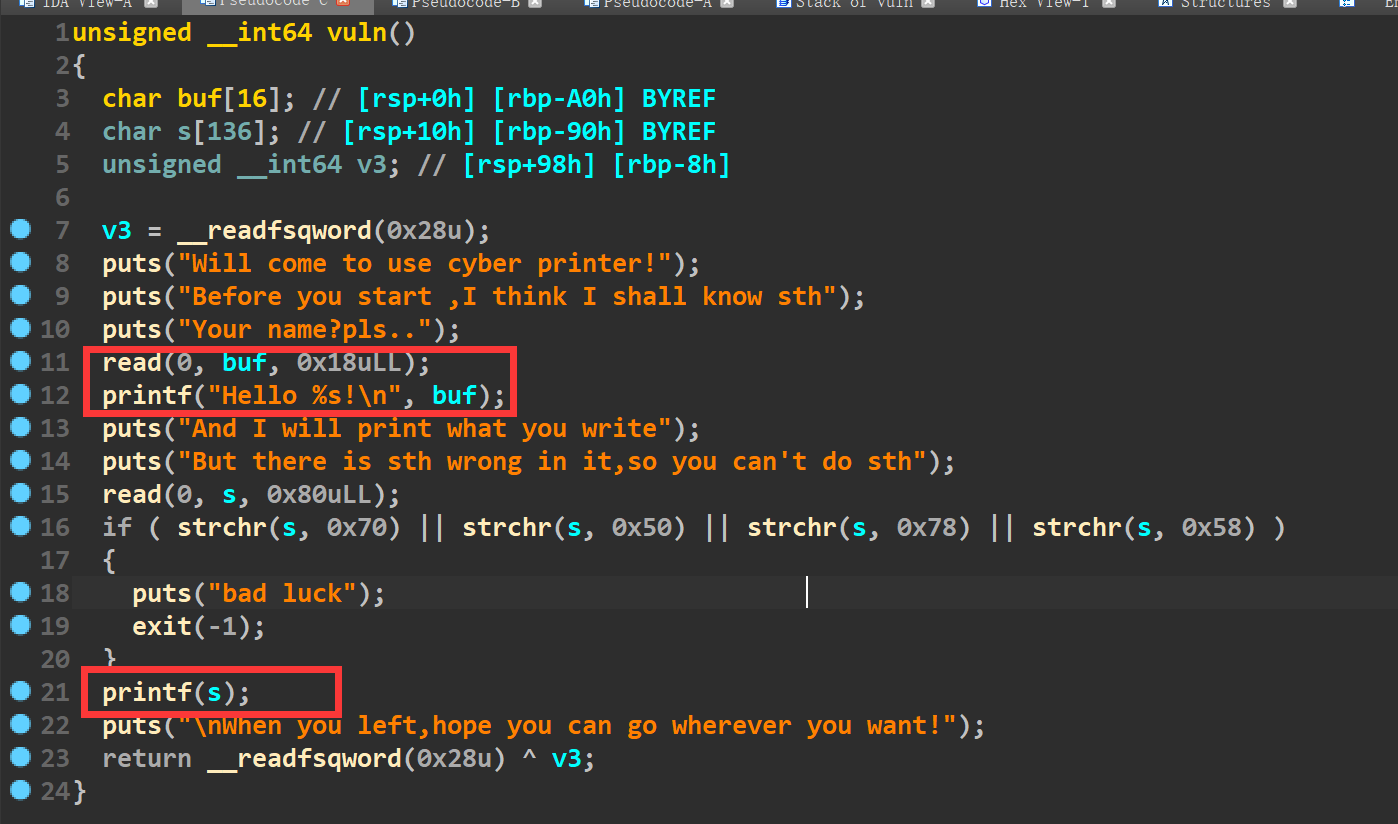 IDA View-A Pseudocode-C Pseudocode-B Pseudocode-A Stack of vuln Hex View-1 Structures
1 unsigned __int64 vuln()
2 {
3 char buf[16]; // [rsp+0h] [rbp-A0h] BYREF
4 char s[136]; // [rsp+10h] [rbp-90h] BYREF
5 unsigned __int64 v3; // [rsp+98h] [rbp-8h]
6
7 v3 = __readfsqword(0x28u);
8 puts("Will come to use cyber printer!");
9 puts("Before you start ,I think I shall know sth");
10 puts("Your name?pls..");
11 read(0, buf, 0x18uLL);
12 printf("Hello %s!\n", buf);
13 puts("And I will print what you write");
14 puts("But there is sth wrong in it,so you can't do sth");
15 read(0, s, 0x80uLL);
16 if ( strchr(s, 0x70) || strchr(s, 0x50) || strchr(s, 0x78) || strchr(s, 0x58) )
17 {
18 puts("bad luck");
19 exit(-1);
20 }
21 printf(s);
22 puts("\nWhen you left,hope you can go wherever you want!");
23 return __readfsqword(0x28u) ^ v3;
24 }